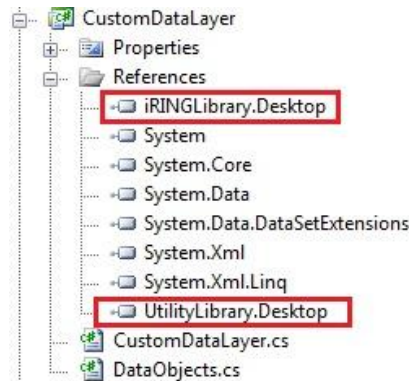 CustomDataLayer
Properties
References
iRINGLibrary.Desktop
System
System.Core
System.Data
System.Data.DataSetExtensions
System.Xml
System.Xml.Linq
UtilityLibrary.Desktop
CustomDataLayer.cs
DataObjects.cs